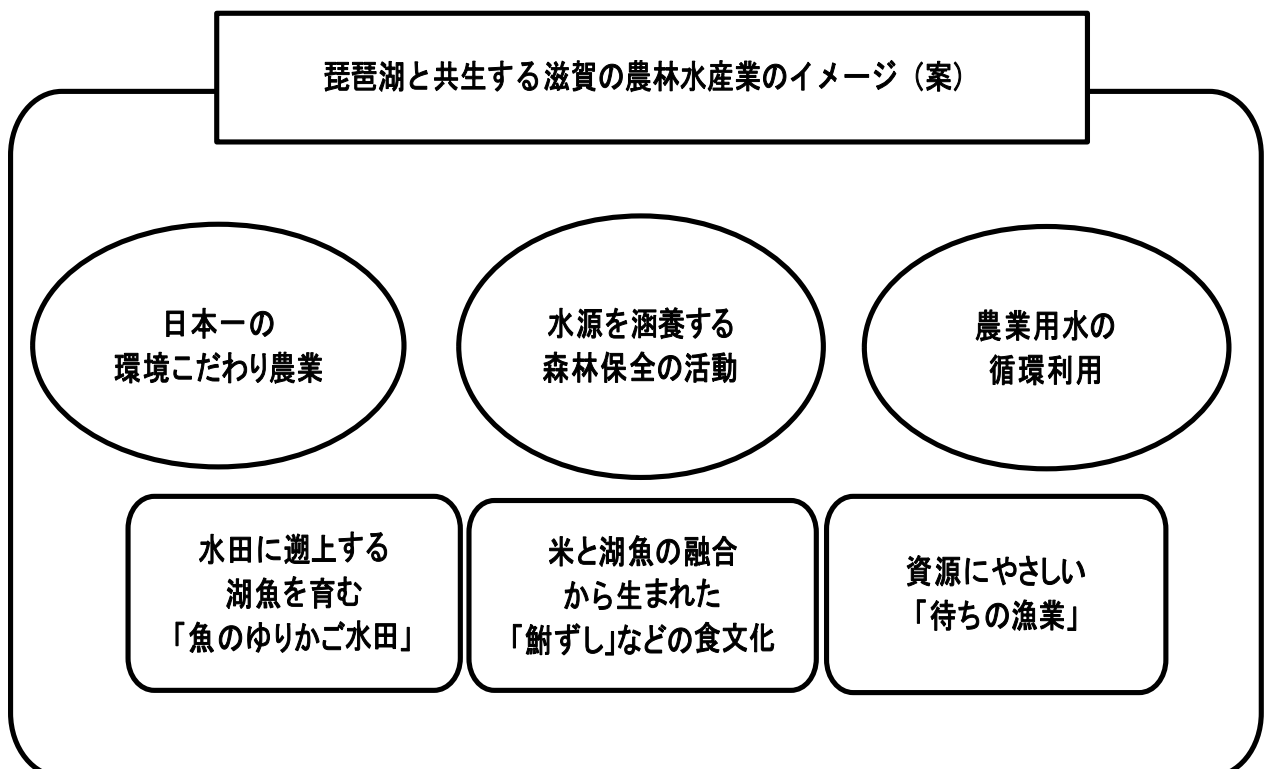 琵琶湖と共生する滋賀の農林水産業のイメージ（案）
日本一の
環境こだわり農業
水源を涵養する
森林保全の活動
農業用水の
循環利用
水田に遡上する
湖魚を育む
「魚のゆりかご水田」
米と湖魚の融合
から生まれた
「鮒ずし」などの食文化
資源にやさしい
「待ちの漁業」